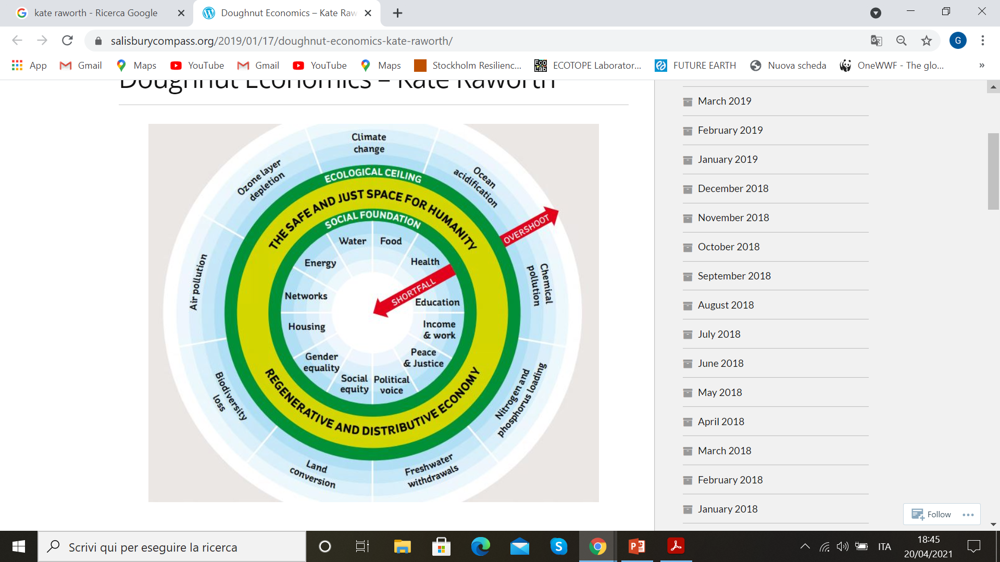 kate raworth - Ricerca Google
Doughnut Economics – Kate Raw
salisburycompass.org/2019/01/17/doughnut-economics-kate-raworth/
G
App
Gmail
Maps
YouTube
Gmail
YouTube
Maps
Stockholm Resilienc...
Eco Lab
ECOTOPE Laborator...
FUTURE EARTH
Nuova scheda
OneWWF - The glo...
»
Doughnut Economics – Kate Raworth
Climate
change
Ozone layer
depletion
Ocean
acidification
ECOLOGICAL CEILING
THE SAFE AND JUST SPACE FOR HUMANITY
SOCIAL FOUNDATION
OVERSHOOT
Water
Food
Energy
Health
SHORTFALL
Air pollution
Chemical
pollution
Networks
Education
Housing
Income
& work
Gender
equality
Peace
& Justice
Social
equity
Political
voice
Biodiversity
loss
Nitrogen and
phosphorus loading
REGENERATIVE AND DISTRIBUTIVE ECONOMY
Land
conversion
Freshwater
withdrawals
March 2019
February 2019
January 2019
December 2018
November 2018
October 2018
September 2018
August 2018
July 2018
June 2018
May 2018
April 2018
March 2018
February 2018
January 2018
Follow
Scrivi qui per eseguire la ricerca
ITA
18:45
20/04/2021